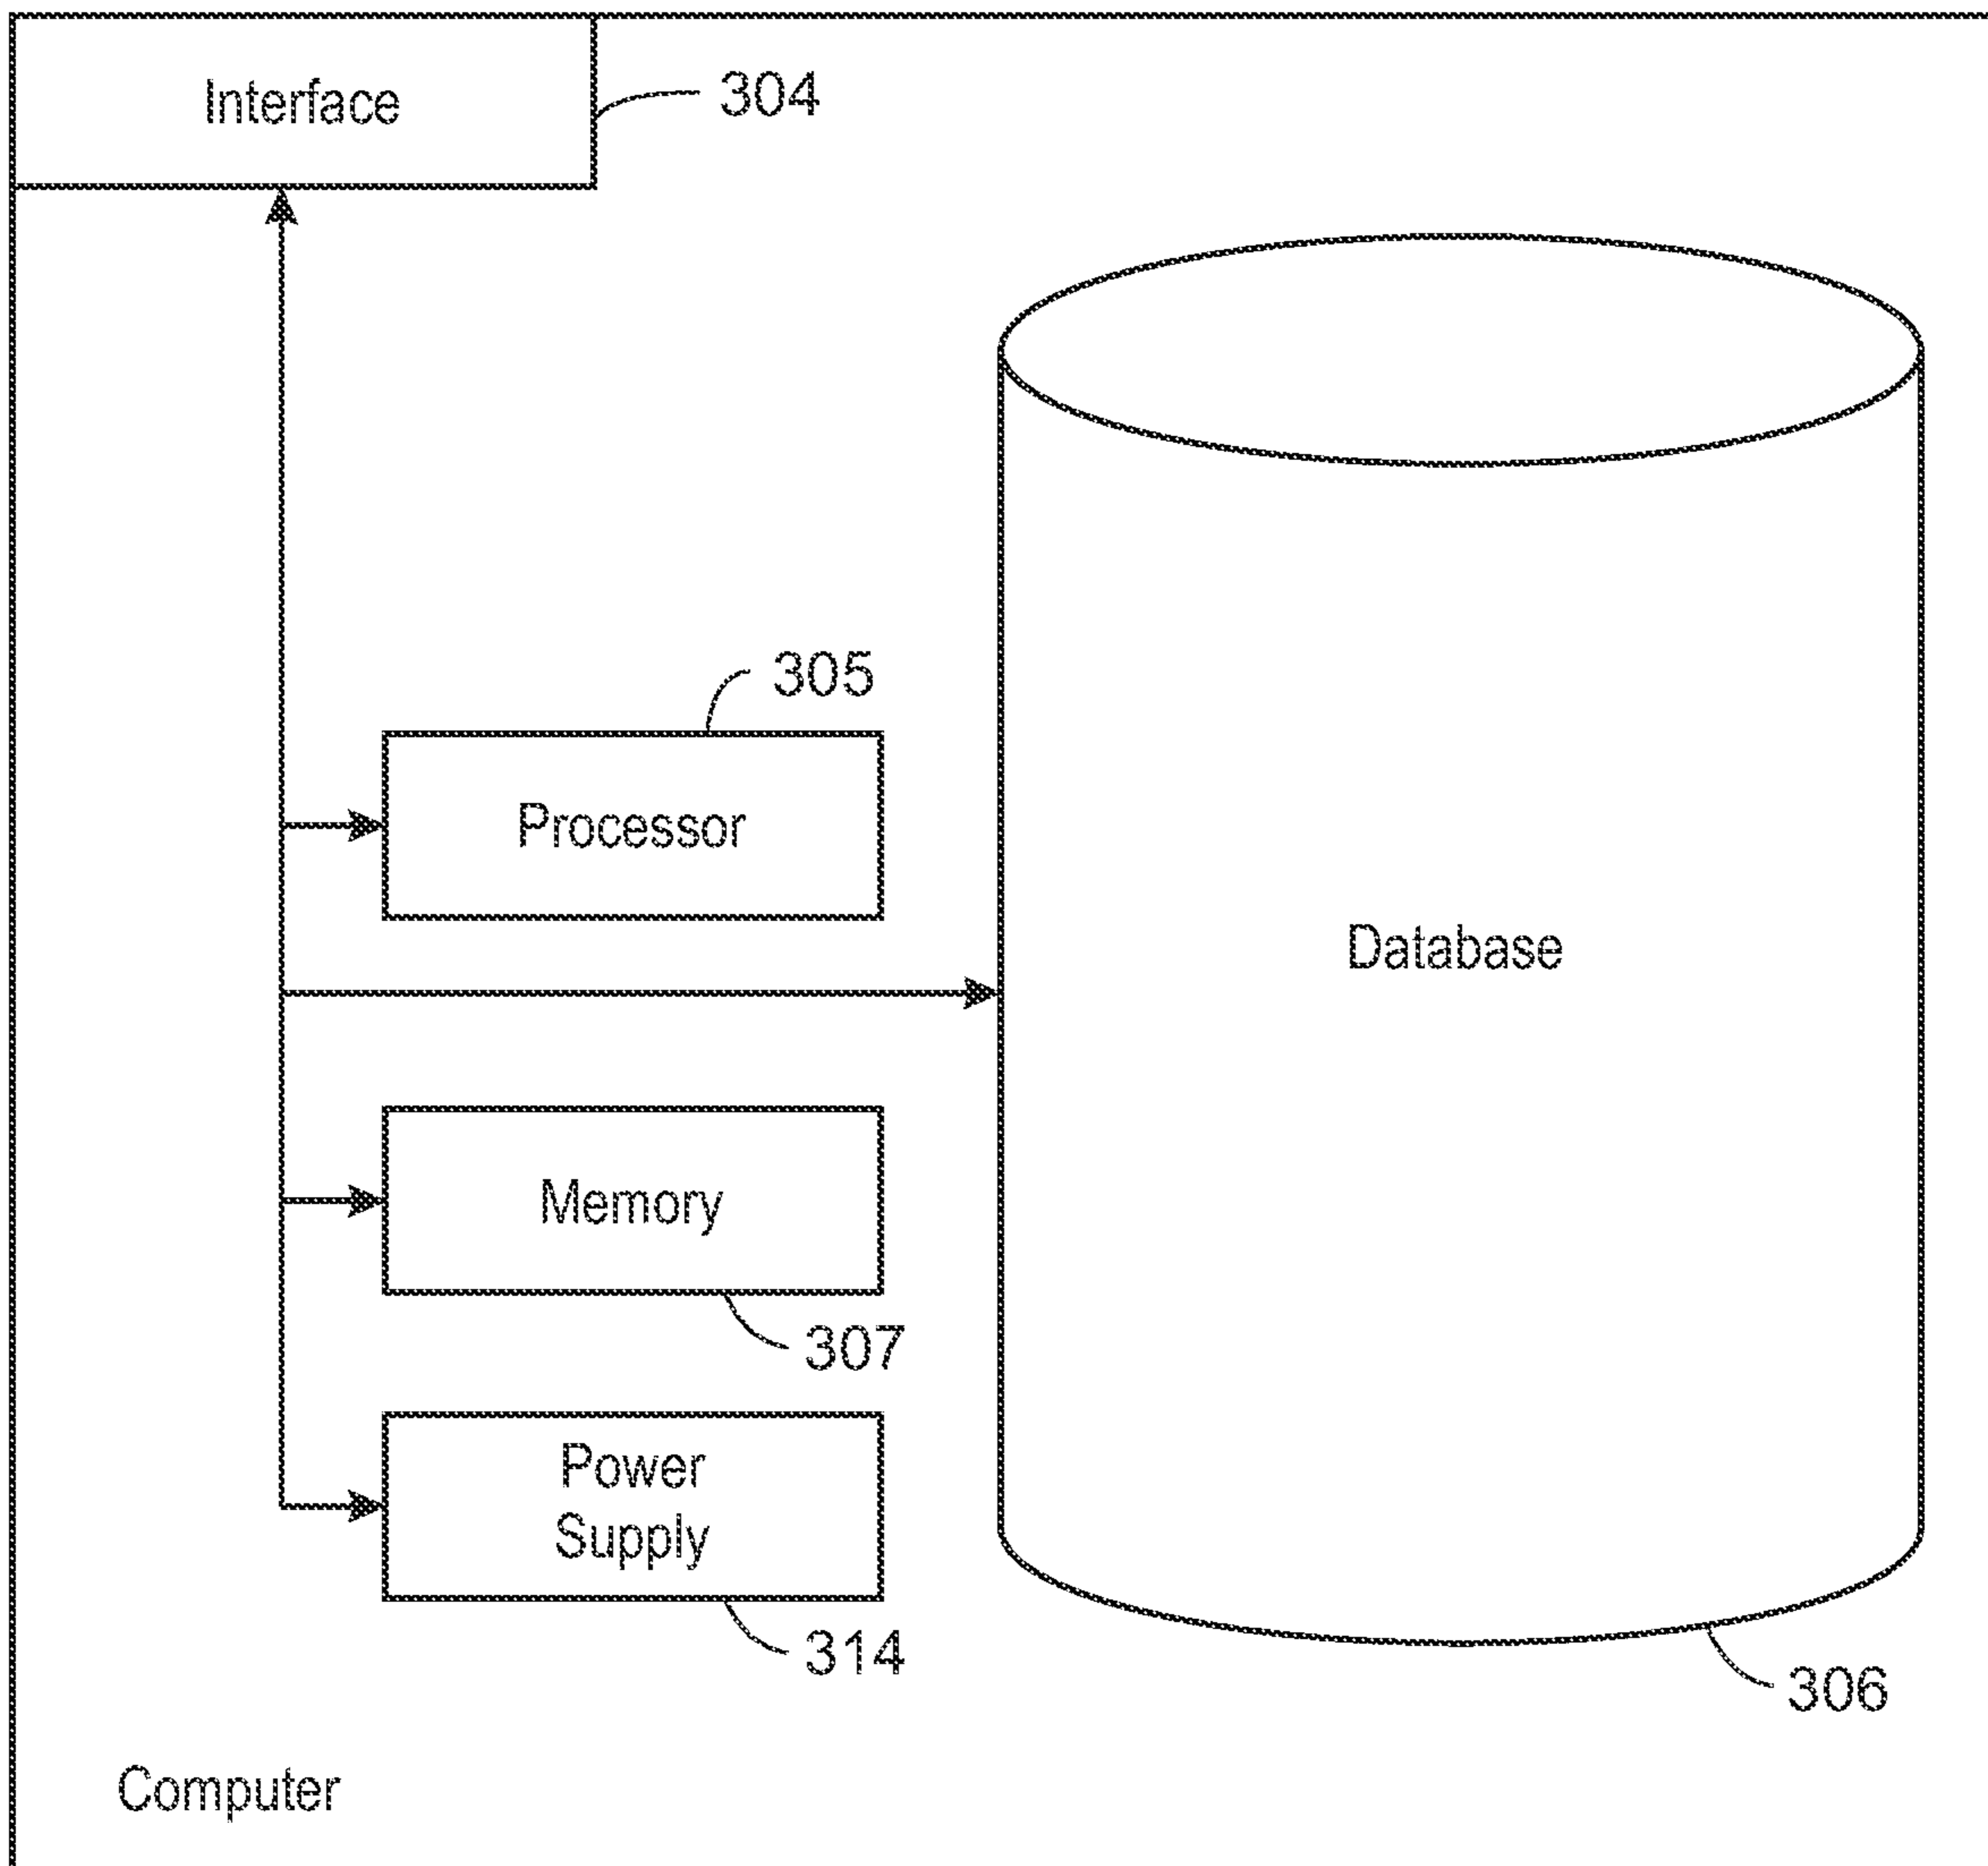 Interface
304
305
Processor
Database
Memory
307
Power
Supply
314
306
Computer